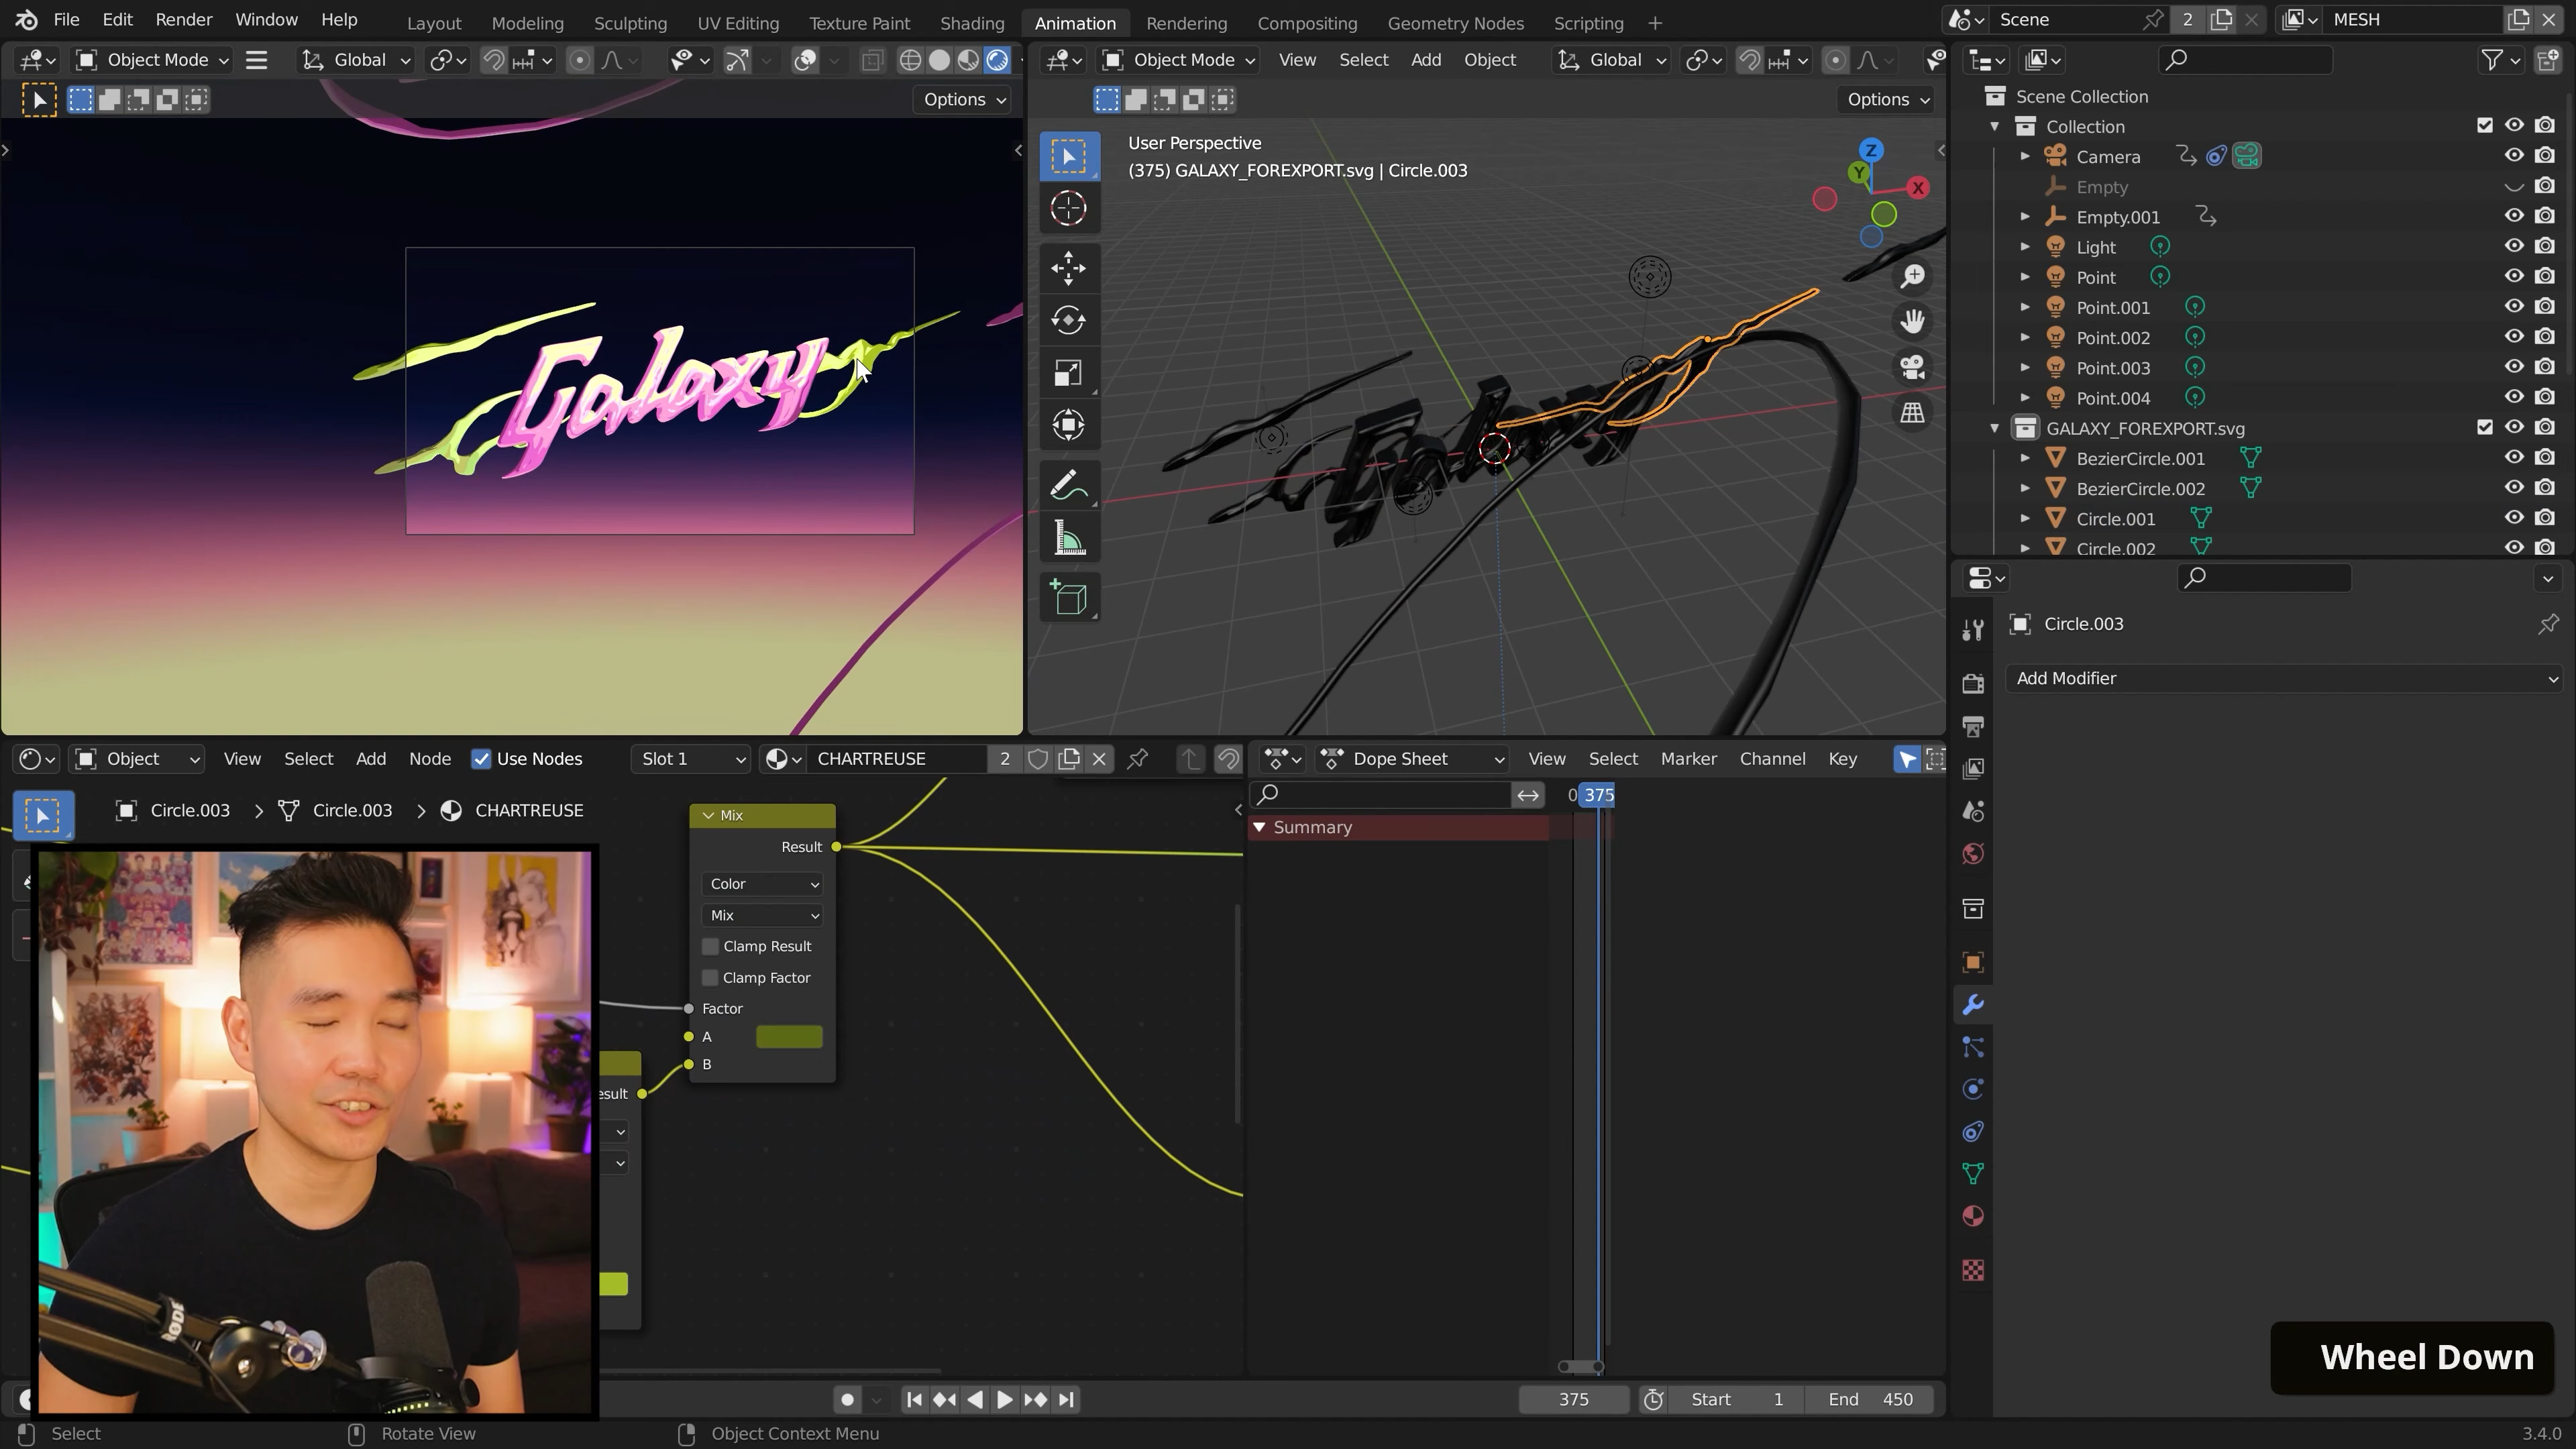 File Edit Render Window Help
Layout Modeling Sculpting UV Editing Texture Paint Shading Animation Rendering Compositing Geometry Nodes Scripting +
Scene 2 MESH
Object Mode Global
Options
Galaxy
Object Mode View Select Add Object Global
Options
User Perspective
(375) GALAXY_FOREXPORT.svg | Circle.003
Z
Y
X
Scene Collection
Collection
Camera
Empty
Empty.001
Light
Point
Point.001
Point.002
Point.003
Point.004
GALAXY_FOREXPORT.svg
BezierCircle.001
BezierCircle.002
Circle.001
Circle.002
Circle.003
Add Modifier
Object View Select Add Node Use Nodes Slot 1 CHARTREUSE 2
Circle.003 > Circle.003 > CHARTREUSE
Mix
Result
Color
Mix
Clamp Result
Clamp Factor
Factor
A
B
esult
RODE
Dope Sheet View Select Marker Channel Key
0 375
Summary
375 Start 1 End 450
Wheel Down
Select Rotate View Object Context Menu 3.4.0